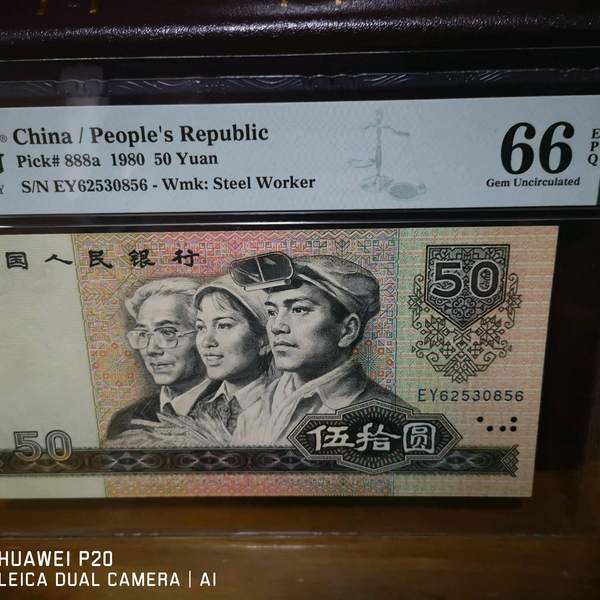 China / People's Republic
Pick# 888a 1980 50 Yuan
S/N EY62530856 - Wmk: Steel Worker
66
Gem Uncirculated
E
P
Q
国人民银行
50
EY62530856
50
伍拾圆
HUAWEI P20
LEICA DUAL CAMERA | AI